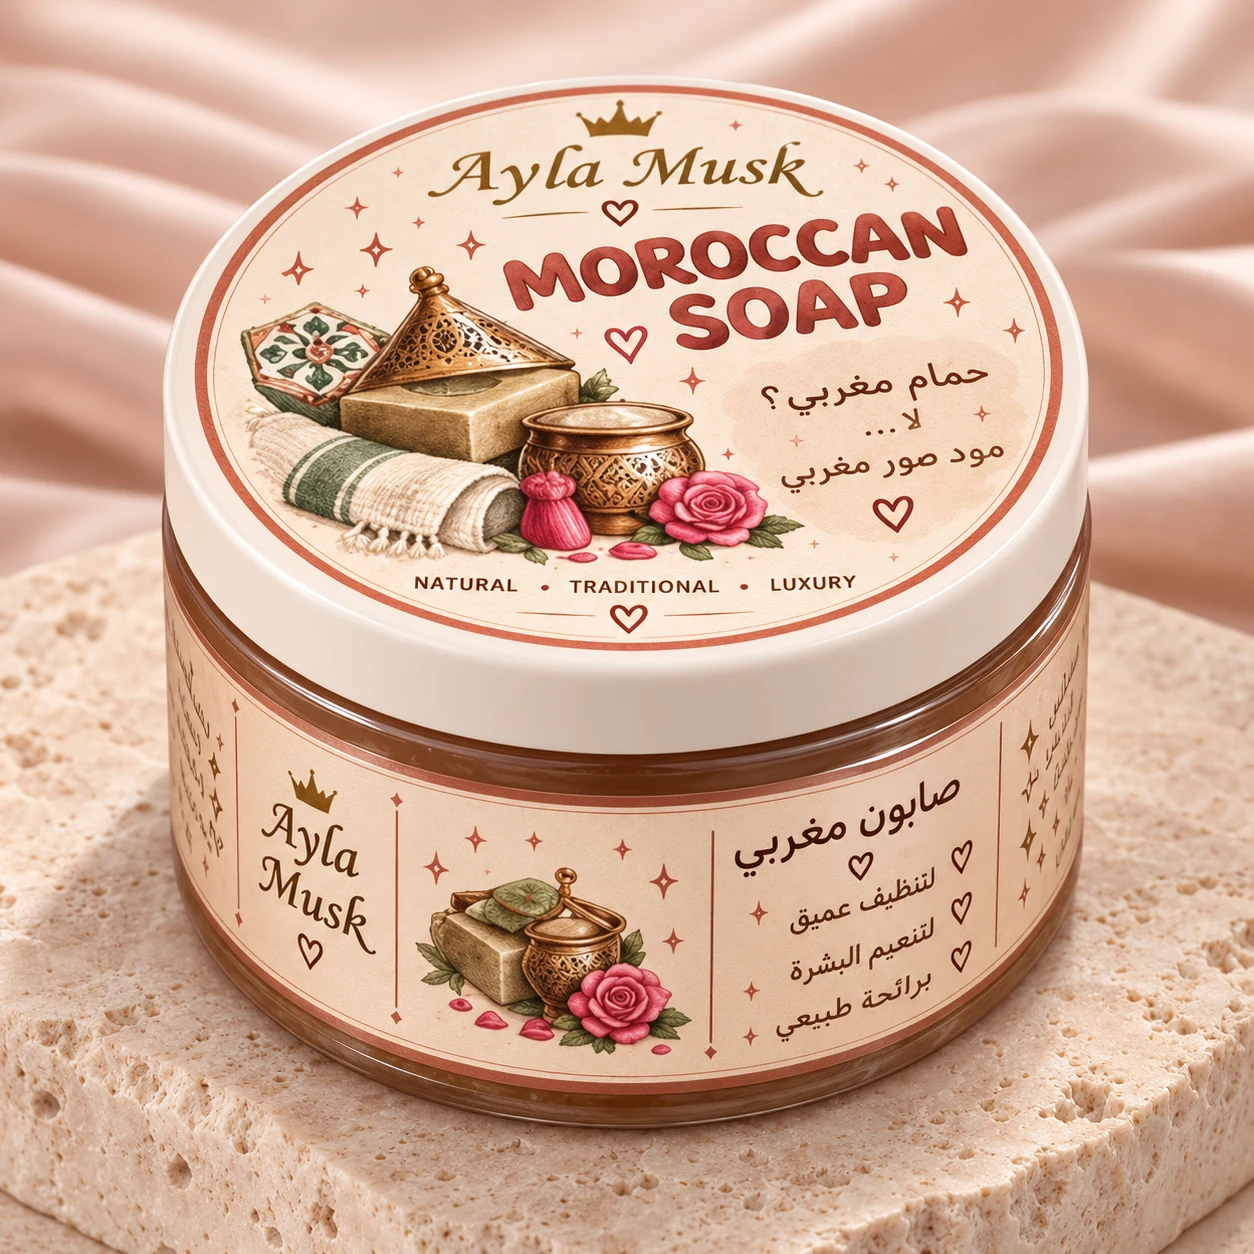 Ayla Musk
MOROCCAN
SOAP
حمام مغربي؟
لا...
مود صور مغربي
NATURAL • TRADITIONAL • LUXURY
Ayla
Musk
صابون مغربي
لتنظيف عميق
لتنعيم البشرة
برائحة طبيعي